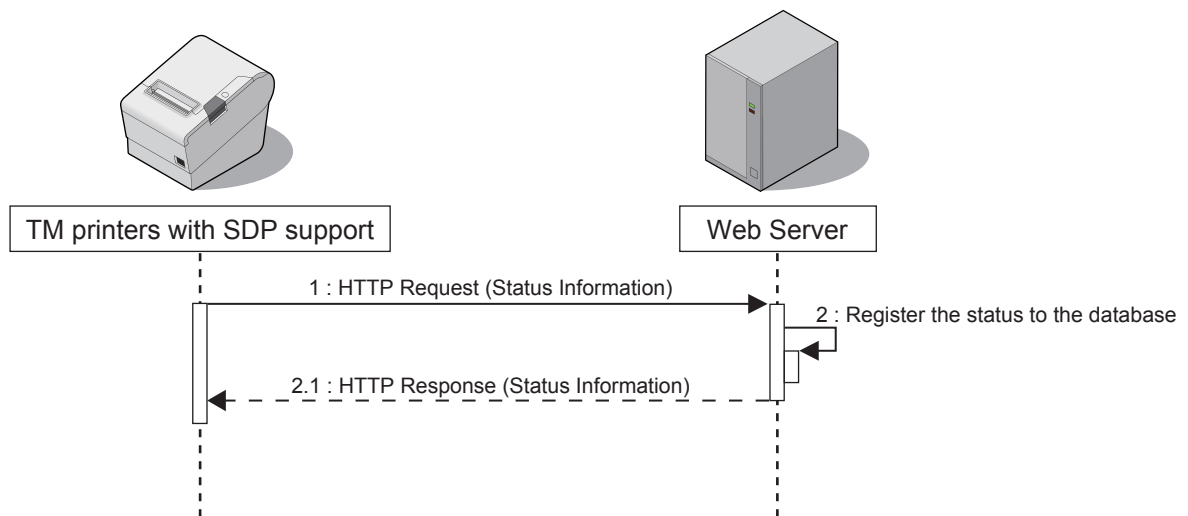 TM printers with SDP support
Web Server
1 : HTTP Request (Status Information)
2 : Register the status to the database
2.1 : HTTP Response (Status Information)